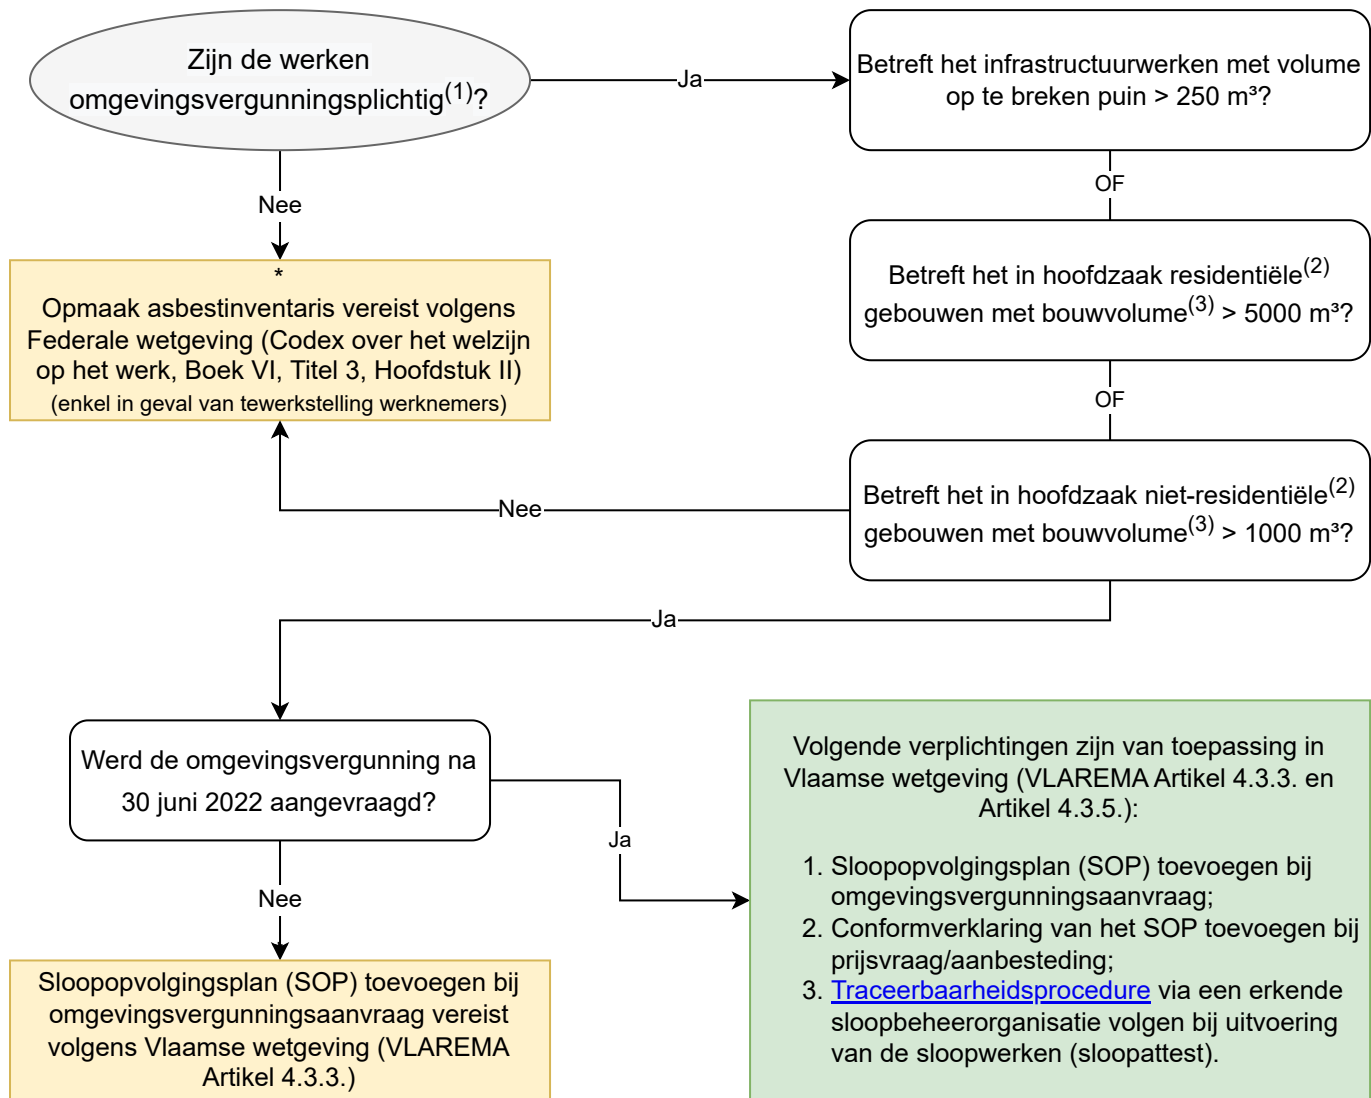 Zijn de werken
omgevingsvergunningsplichtig(1)?
Ja
Betreft het infrastructuurwerken met volume
op te breken puin > 250 m³?
Nee
OF
*
Opmaak asbestinventaris vereist volgens
Federale wetgeving (Codex over het welzijn
op het werk, Boek VI, Titel 3, Hoofdstuk II)
(enkel in geval van tewerkstelling werknemers)
Betreft het in hoofdzaak residentiële(2)
gebouwen met bouwvolume(3) > 5000 m³?
OF
Betreft het in hoofdzaak niet-residentiële(2)
gebouwen met bouwvolume(3) > 1000 m³?
Nee
Ja
Werd de omgevingsvergunning na
30 juni 2022 aangevraagd?
Ja
Nee
Sloopopvolgingsplan (SOP) toevoegen bij
omgevingsvergunningsaanvraag vereist
volgens Vlaamse wetgeving (VLAREMA
Artikel 4.3.3.)
Volgende verplichtingen zijn van toepassing in
Vlaamse wetgeving (VLAREMA Artikel 4.3.3. en
Artikel 4.3.5.):
1. Sloopopvolgingsplan (SOP) toevoegen bij
omgevingsvergunningsaanvraag;
2. Conformverklaring van het SOP toevoegen bij
prijsvraag/aanbesteding;
3. Traceerbaarheidsprocedure via een erkende
sloopbeheerorganisatie volgen bij uitvoering
van de sloopwerken (sloopattest).